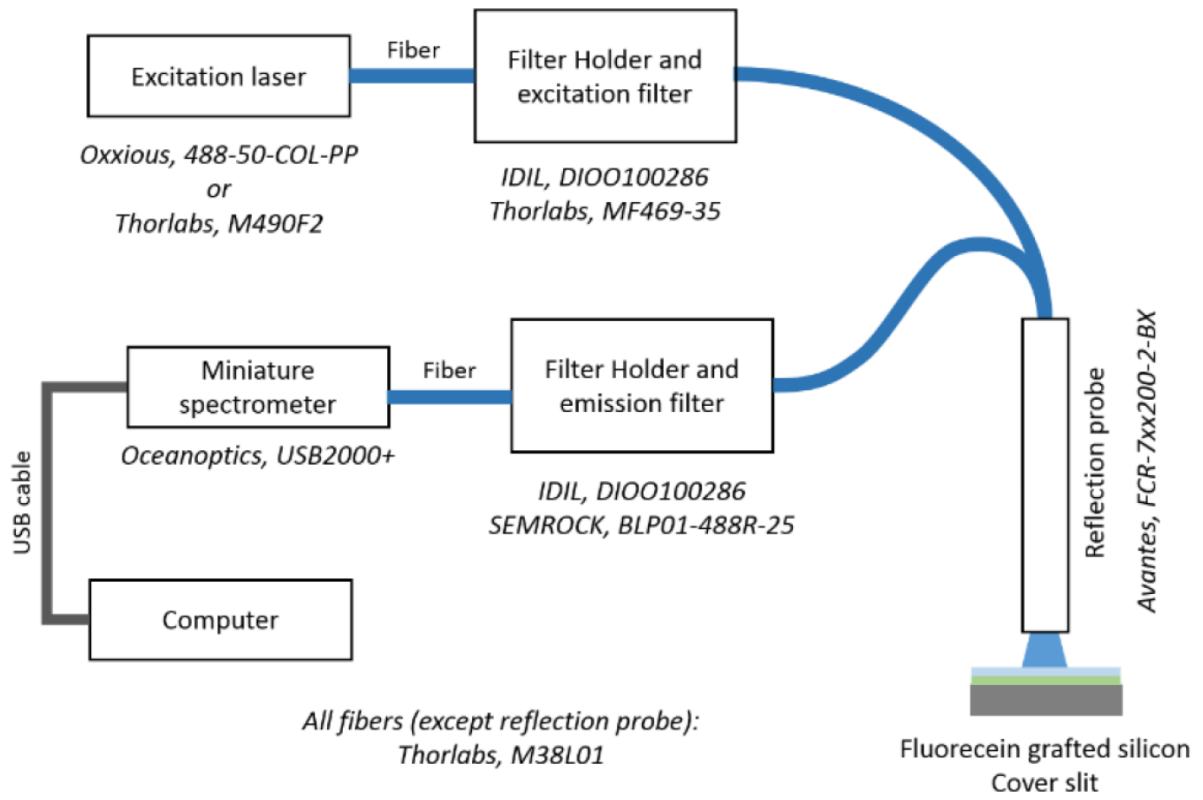 Excitation laser
Fiber
Filter Holder and
excitation filter
Oxxious, 488-50-COL-PP
or
Thorlabs, M490F2
IDIL, DIOO100286
Thorlabs, MF469-35
Miniature
spectrometer
Fiber
Filter Holder and
emission filter
Oceanoptics, USB2000+
IDIL, DIOO100286
SEMROCK, BLP01-488R-25
USB cable
Computer
Reflection probe
Avantes, FCR-7xx200-2-BX
All fibers (except reflection probe):
Thorlabs, M38L01
Fluorecein grafted silicon
Cover slit